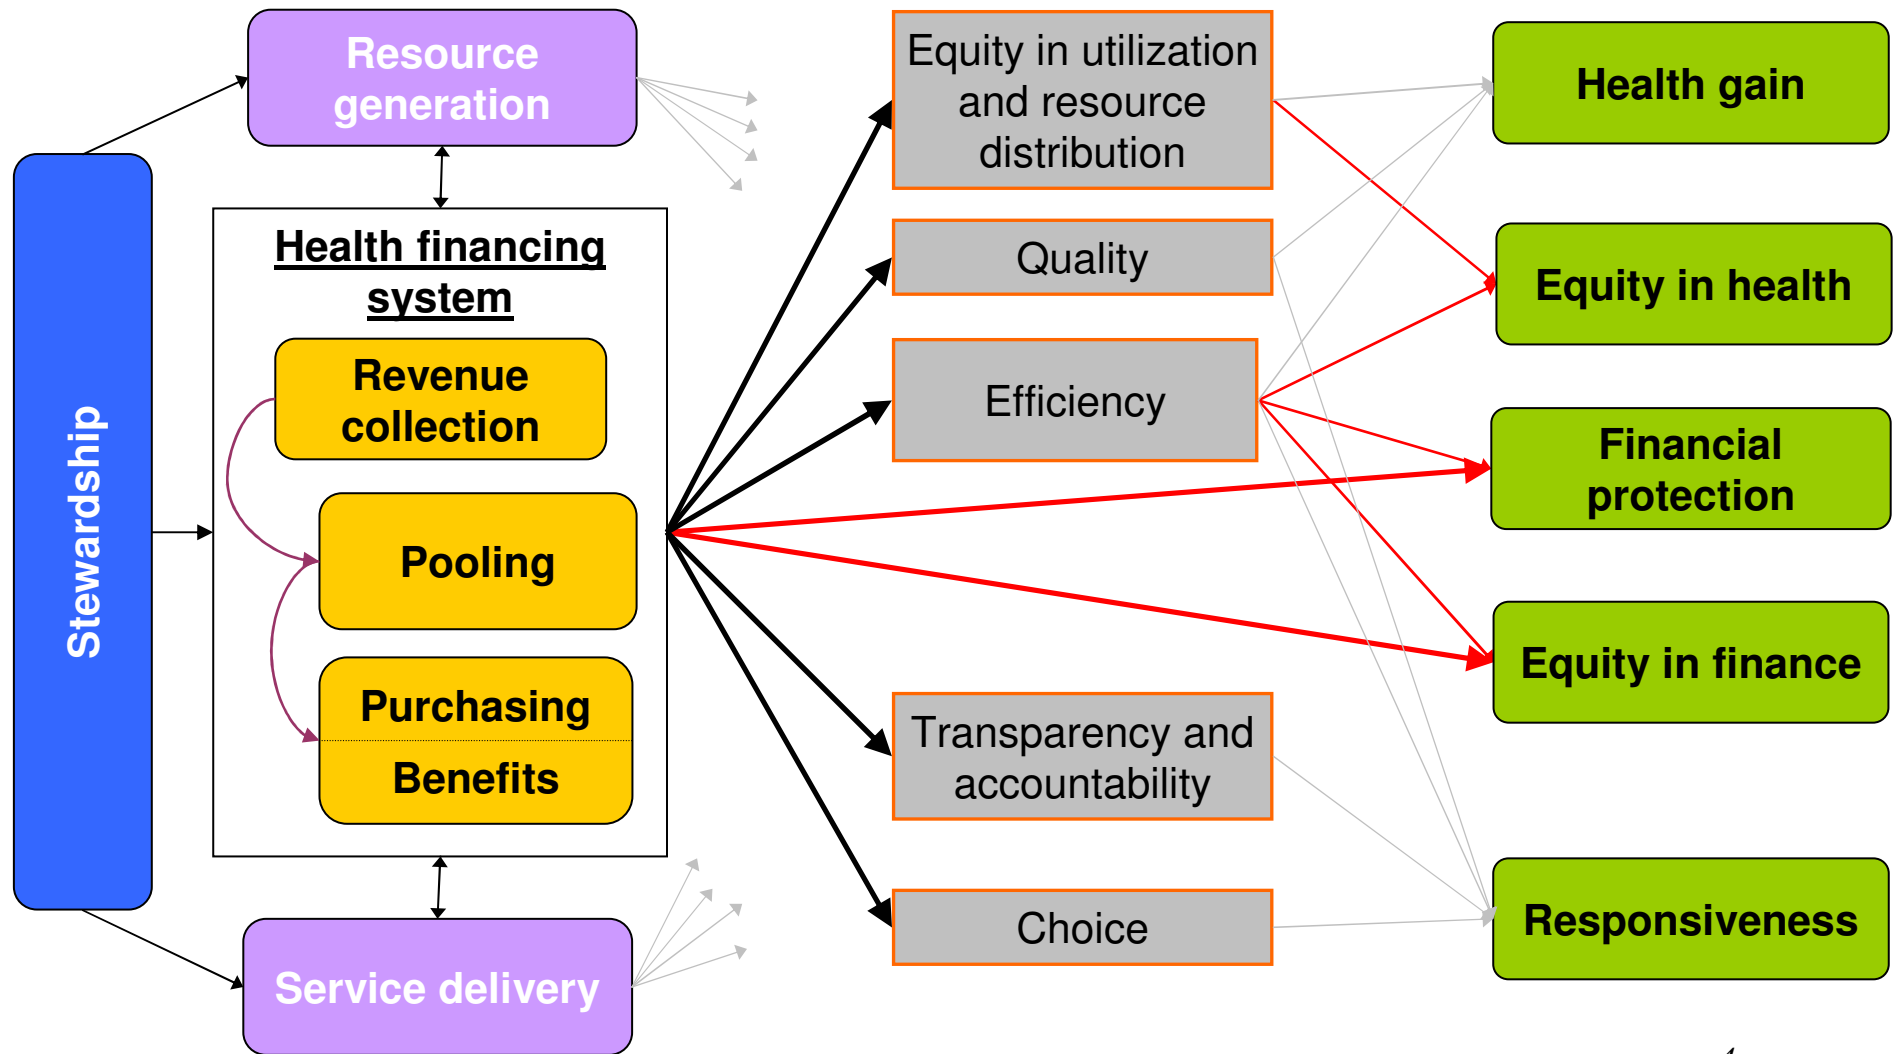 Stewardship
Resource
generation
Health financing
system
Revenue
collection
Pooling
Purchasing
Benefits
Service delivery
Equity in utilization
and resource
distribution
Quality
Efficiency
Transparency and
accountability
Choice
Health gain
Equity in health
Financial
protection
Equity in finance
Responsiveness